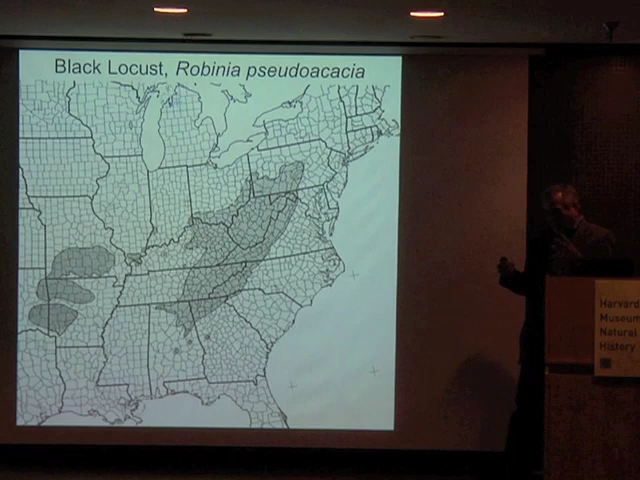 Black Locust, Robinia pseudoacacia
Harvard
Museum
Natural
History